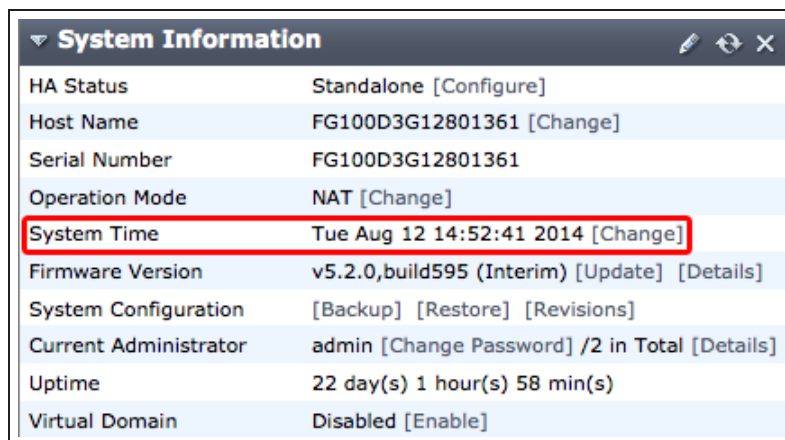 System Information
HA Status Standalone [Configure]
Host Name FG100D3G12801361 [Change]
Serial Number FG100D3G12801361
Operation Mode NAT [Change]
System Time Tue Aug 12 14:52:41 2014 [Change]
Firmware Version v5.2.0,build595 (Interim) [Update] [Details]
System Configuration [Backup] [Restore] [Revisions]
Current Administrator admin [Change Password] /2 in Total [Details]
Uptime 22 day(s) 1 hour(s) 58 min(s)
Virtual Domain Disabled [Enable]